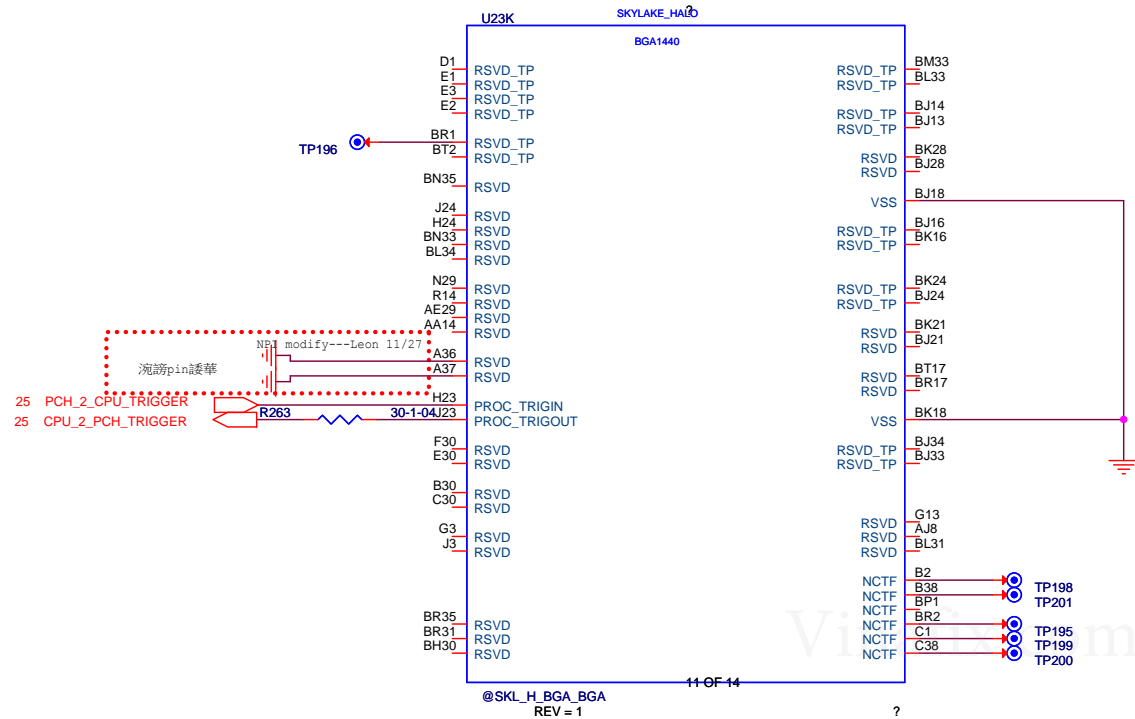 U23K
SKYLAKE_HALO
?
BGA1440
D1 RSVD_TP
E1 RSVD_TP
E3 RSVD_TP
E2 RSVD_TP
TP196
BR1 RSVD_TP
BT2 RSVD_TP
BN35 RSVD
J24 RSVD
H24 RSVD
BN33 RSVD
BL34 RSVD
N29 RSVD
R14 RSVD
AE29 RSVD
AA14 RSVD
NPI modify---Leon 11/27
涴謗pin諉華
A36 RSVD
A37 RSVD
25 PCH_2_CPU_TRIGGER H23 PROC_TRIGIN
25 CPU_2_PCH_TRIGGER R263 30-1-04 J23 PROC_TRIGOUT
F30 RSVD
E30 RSVD
B30 RSVD
C30 RSVD
G3 RSVD
J3 RSVD
BR35 RSVD
BR31 RSVD
BH30 RSVD
RSVD_TP BM33
RSVD_TP BL33
RSVD_TP BJ14
RSVD_TP BJ13
RSVD BK28
RSVD BJ28
VSS BJ18
RSVD_TP BJ16
RSVD_TP BK16
RSVD_TP BK24
RSVD_TP BJ24
RSVD BK21
RSVD BJ21
RSVD BT17
RSVD BR17
VSS BK18
RSVD_TP BJ34
RSVD_TP BJ33
RSVD G13
RSVD AJ8
RSVD BL31
NCTF B2 TP198
NCTF B38 TP201
NCTF BP1
NCTF BR2 TP195
NCTF C1 TP199
NCTF C38 TP200
11 OF 14
@SKL_H_BGA_BGA
REV = 1
?